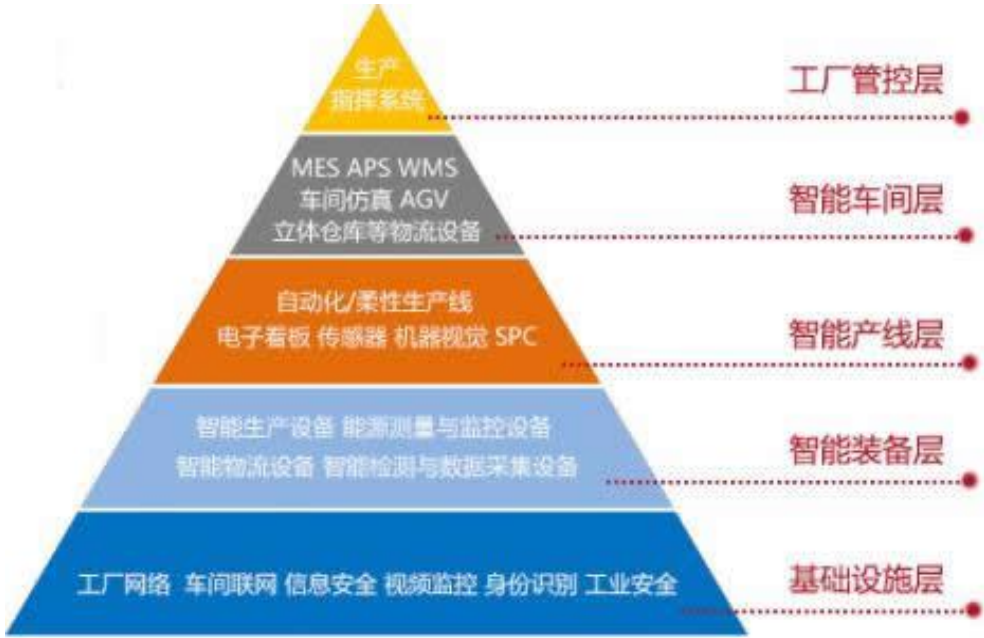 生产
指挥系统
工厂管控层
MES APS WMS
车间仿真 AGV
立体仓库等物流设备
智能车间层
自动化/柔性生产线
电子看板 传感器 机器视觉 SPC
智能产线层
智能生产设备 能源测量与监控设备
智能物流设备 智能检测与数据采集设备
智能装备层
工厂网络 车间联网 信息安全 视频监控 身份识别 工业安全
基础设施层